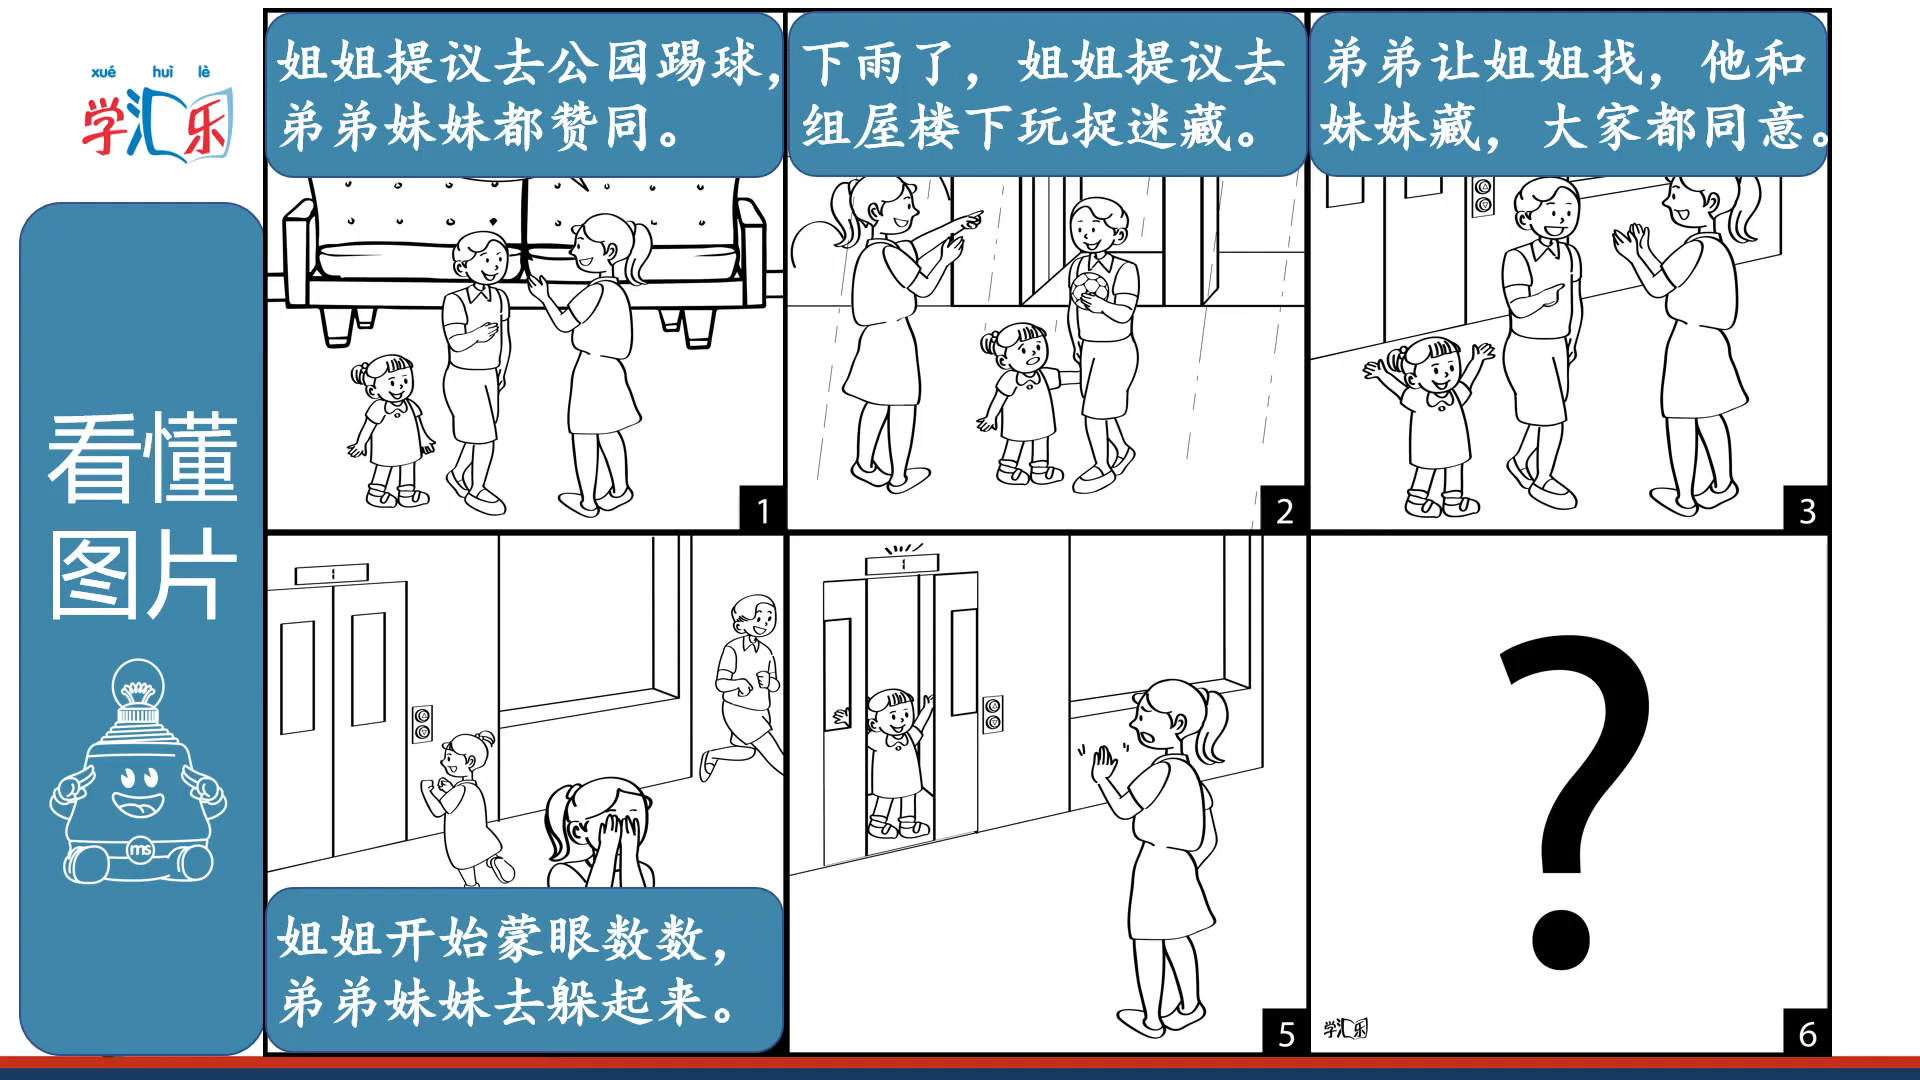 xué huì lè
学汇乐
看懂
图片
姐姐提议去公园踢球，
弟弟妹妹都赞同。
1
下雨了，姐姐提议去
组屋楼下玩捉迷藏。
2
弟弟让姐姐找，他和
妹妹藏，大家都同意。
3
1
姐姐开始蒙眼数数，
弟弟妹妹去躲起来。
1
5
?
学汇乐
6
ms